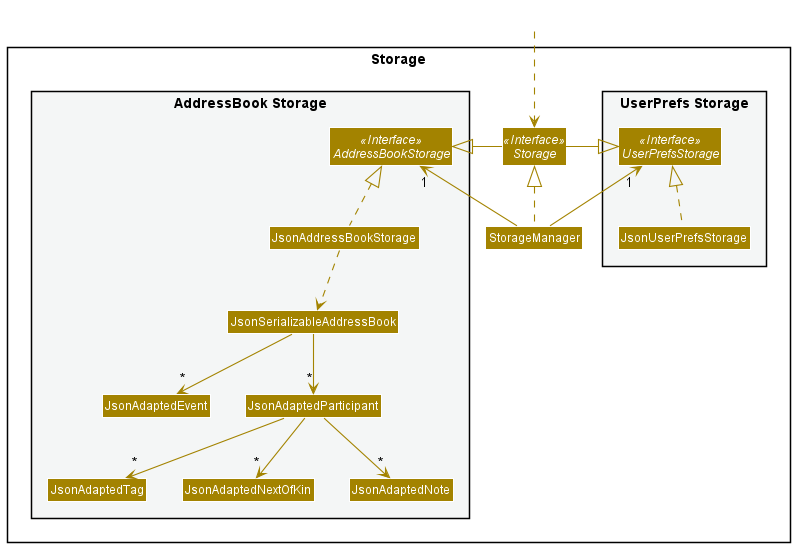 Storage
AddressBook Storage
UserPrefs Storage
«Interface»
AddressBookStorage
«Interface»
Storage
«Interface»
UserPrefsStorage
1
1
JsonAddressBookStorage
StorageManager
JsonUserPrefsStorage
JsonSerializableAddressBook
*
*
JsonAdaptedEvent
JsonAdaptedParticipant
*
*
*
JsonAdaptedTag
JsonAdaptedNextOfKin
JsonAdaptedNote